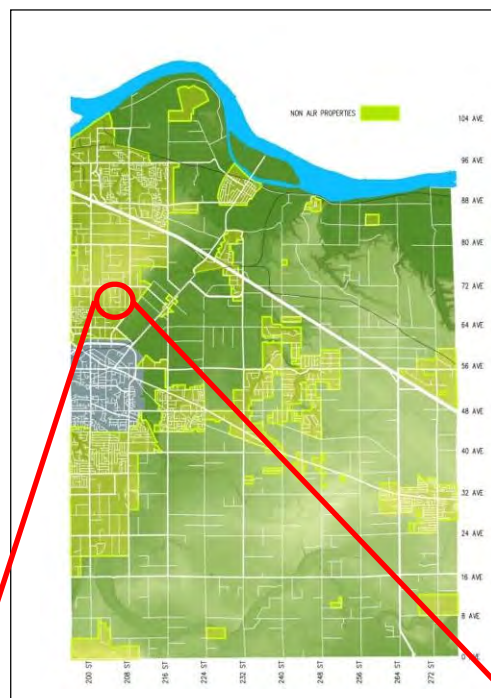 NON ALR PROPERTIES
104 AVE
96 AVE
88 AVE
80 AVE
72 AVE
64 AVE
56 AVE
48 AVE
40 AVE
32 AVE
24 AVE
16 AVE
8 AVE
0 AVE
200 ST
208 ST
216 ST
224 ST
232 ST
240 ST
248 ST
256 ST
264 ST
272 ST